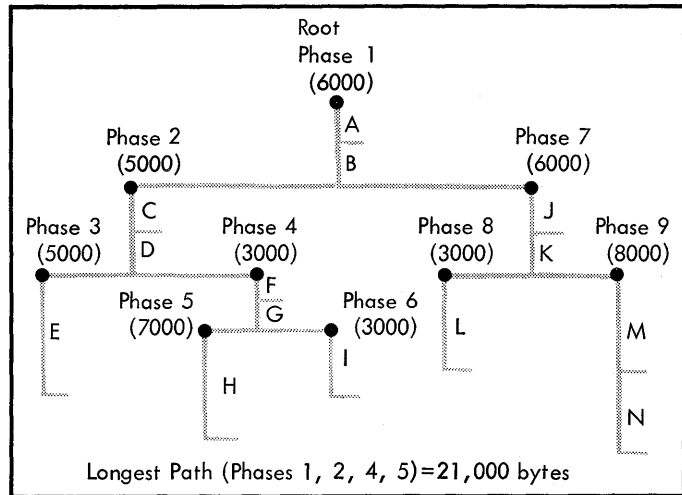 Root
Phase 1
(6000)
A
B
Phase 2
(5000)
Phase 7
(6000)
C
D
J
K
Phase 3
(5000)
Phase 4
(3000)
Phase 8
(3000)
Phase 9
(8000)
E
F
G
Phase 5
(7000)
Phase 6
(3000)
H
I
L
M
N
Longest Path (Phases 1, 2, 4, 5)=21,000 bytes